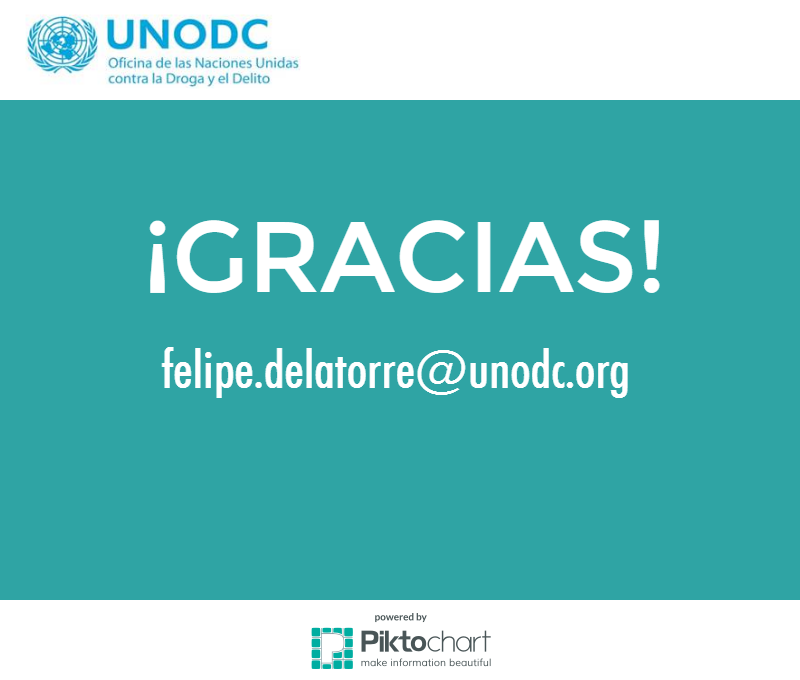 UNODC
Oficina de las Naciones Unidas
contra la Droga y el Delito
¡GRACIAS!
felipe.delatorre@unodc.org
powered by
Piktochart
make information beautiful